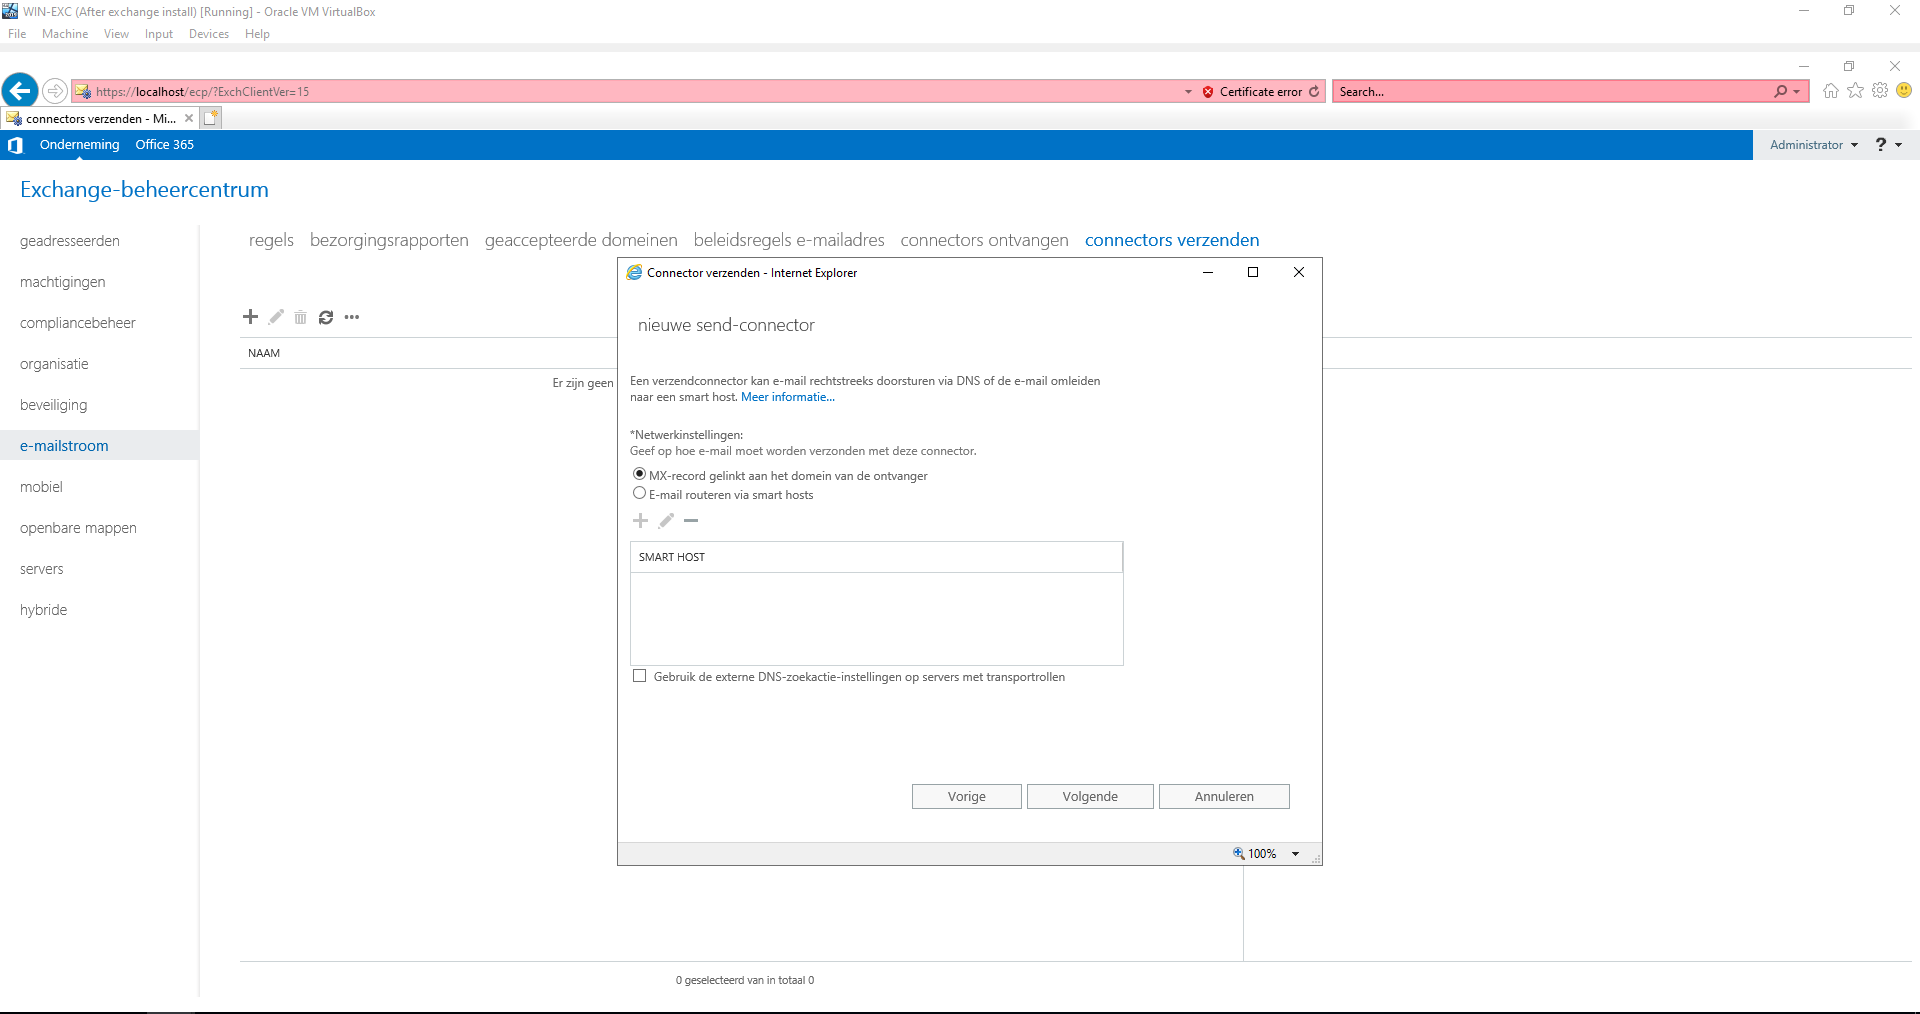 WIN-EXC (After exchange install) [Running] - Oracle VM VirtualBox
File Machine View Input Devices Help
https://localhost/ecp/?ExchClientVer=15
Certificate error
Search...
connectors verzenden - Mi...
Onderneming Office 365
Administrator ?
Exchange-beheercentrum
geadresseerden
machtigingen
compliancebeheer
organisatie
beveiliging
e-mailstroom
mobiel
openbare mappen
servers
hybride
regels bezorgingsrapporten geaccepteerde domeinen beleidsregels e-mailadres connectors ontvangen connectors verzenden
NAAM
Er zijn geen
Connector verzenden - Internet Explorer
nieuwe send-connector
Een verzendconnector kan e-mail rechtstreeks doorsturen via DNS of de e-mail omleiden
naar een smart host. Meer informatie...
*Netwerkinstellingen:
Geef op hoe e-mail moet worden verzonden met deze connector.
MX-record gelinkt aan het domein van de ontvanger
E-mail routeren via smart hosts
SMART HOST
Gebruik de externe DNS-zoekactie-instellingen op servers met transportrollen
Vorige Volgende Annuleren
100%
0 geselecteerd van in totaal 0